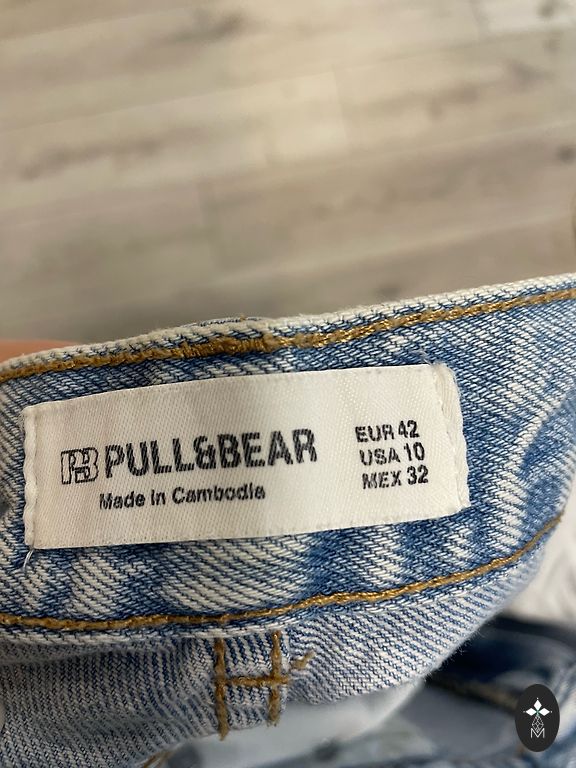 PB PULL&BEAR
Made in Cambodia
EUR 42
USA 10
MEX 32
M